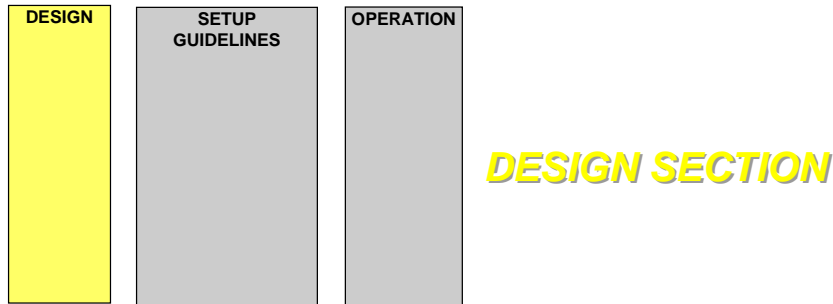 DESIGN
SETUP
GUIDELINES
OPERATION
DESIGN SECTION